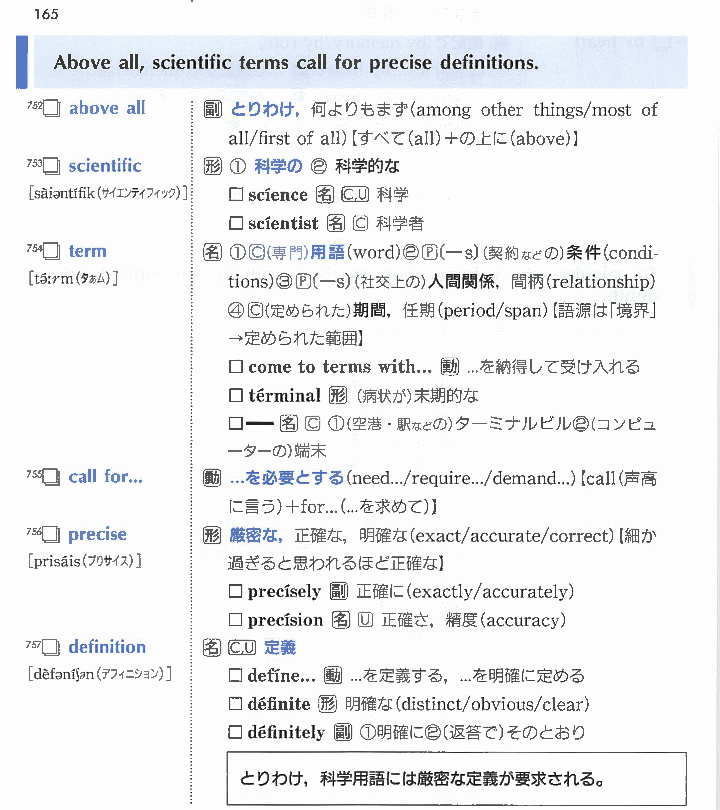 165
Above all, scientific terms call for precise definitions.
752 □ above all 副 とりわけ，何よりもまず(among other things/most of
all/first of all)【すべて(all)+の上に(above)】
753 □ scientific 形 ① 科学の ② 科学的な
[sàiəntífik(サイエンティフィック)] □ scíence 名 C,U 科学
□ scíentist 名 C 科学者
754 □ term 名 ①C(専門)用語(word)②P(—s)(契約などの)条件(condi-
[tə́ːrm(タぁム)] tions)③P(—s)(社交上の)人間関係，間柄(relationship)
④C(定められた)期間，任期(period/span)【語源は「境界」
→定められた範囲】
□ come to terms with... 動 ...を納得して受け入れる
□ términal 形 (病状が)末期的な
□ ━ 名 C ①(空港・駅などの)ターミナルビル②(コンピュ
ーターの)端末
755 □ call for... 動 ...を必要とする(need.../require.../demand...)【call(声高
に言う)+for...(...を求めて)】
756 □ precise 形 厳密な，正確な，明確な(exact/accurate/correct)【細か
[prisáis(プリサイス)] 過ぎると思われるほど正確な】
□ precísely 副 正確に(exactly/accurately)
□ precísion 名 U 正確さ，精度(accuracy)
757 □ definition 名 C,U 定義
[dèfəníʃən(デフィニション)] □ defíne... 動 ...を定義する，...を明確に定める
□ définite 形 明確な(distinct/obvious/clear)
□ définitely 副 ①明確に②(返答で)そのとおり
とりわけ，科学用語には厳密な定義が要求される。